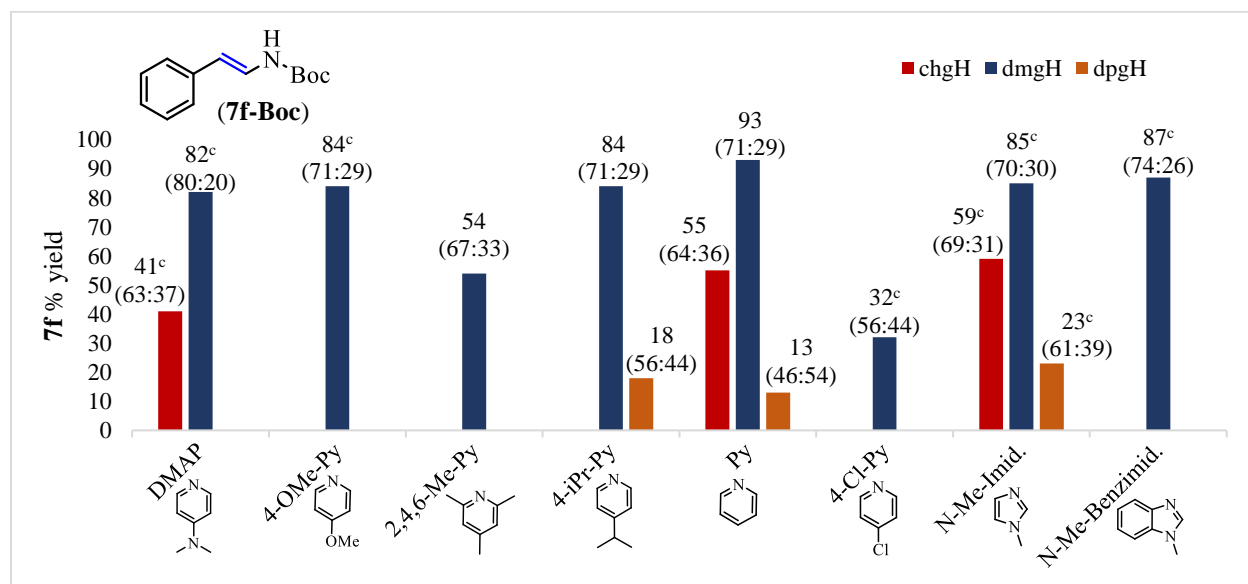 H
N
Boc
(7f-Boc)
chgH dmgH dpgH
7f % yield
100
90
80
70
60
50
40
30
20
10
0
41ᶜ
(63:37)
82ᶜ
(80:20)
84ᶜ
(71:29)
54
(67:33)
84
(71:29)
18
(56:44)
55
(64:36)
93
(71:29)
13
(46:54)
32ᶜ
(56:44)
59ᶜ
(69:31)
85ᶜ
(70:30)
23ᶜ
(61:39)
87ᶜ
(74:26)
DMAP
4-OMe-Py
2,4,6-Me-Py
4-iPr-Py
Py
4-Cl-Py
N-Me-Imid.
N-Me-Benzimid.
N
N
N
OMe
N
N
N
N
Cl
N
N
N
N